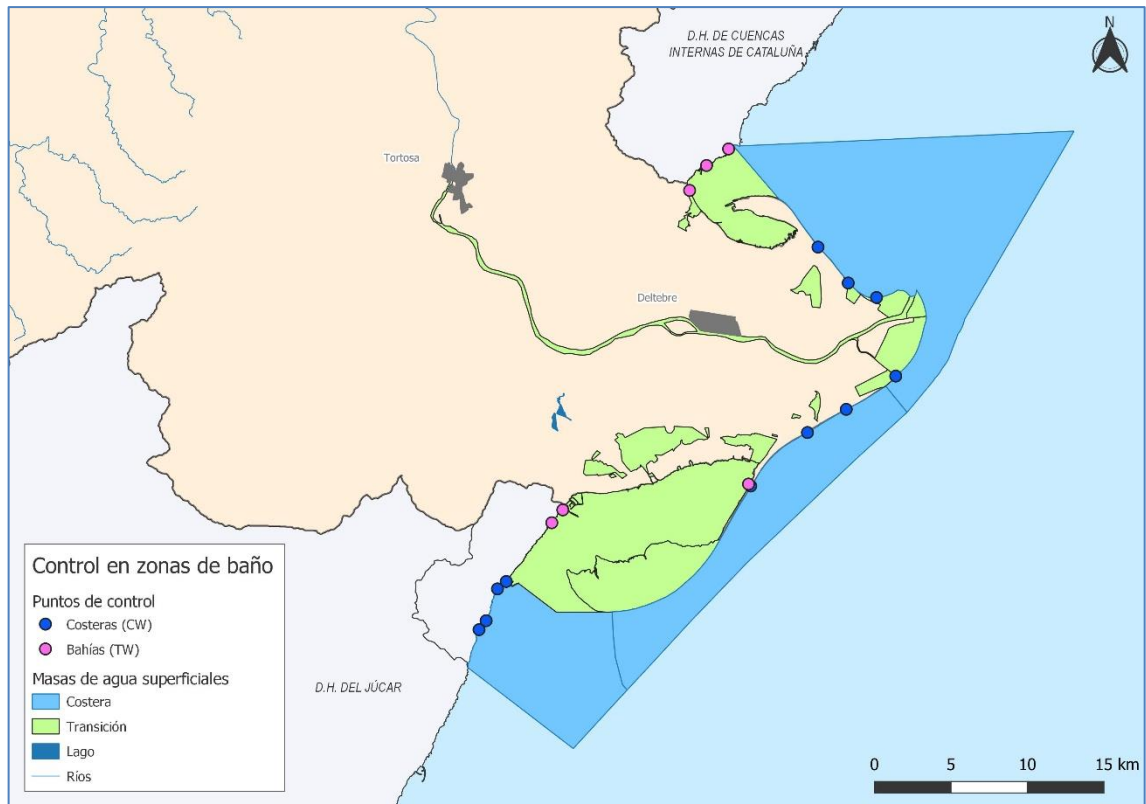 D.H. DE CUENCAS
INTERNAS DE CATALUÑA
N
Tortosa
Deltebre
D.H. DEL JÚCAR
Control en zonas de baño
Puntos de control
Costeras (CW)
Bahías (TW)
Masas de agua superficiales
Costera
Transición
Lago
Ríos
0 5 10 15 km